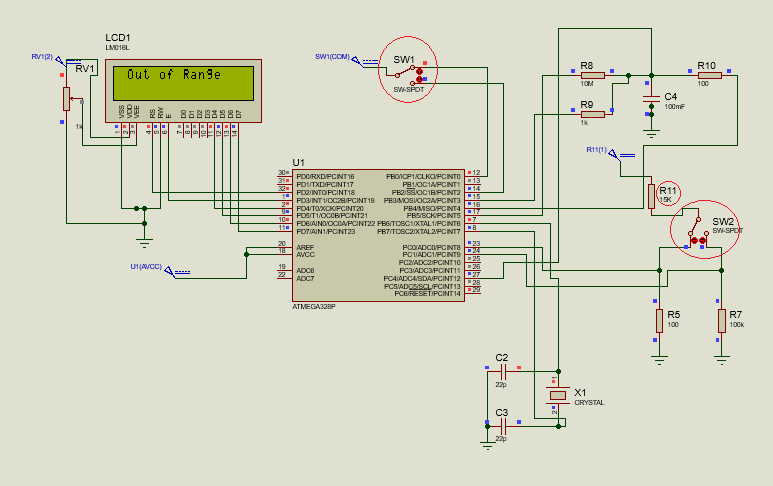 LCD1
LM016L
RV1(2)
RV1
1k
Out of Range
VSS
VDD
VEE
RS
RW
E
D0
D1
D2
D3
D4
D5
D6
D7
1
2
3
4
5
6
7
8
9
10
11
12
13
14
SW1(COM)
SW1
SW-SPDT
R8
10M
R9
1k
R10
100
C4
100mF
R11(1)
R11
15K
SW2
SW-SPDT
R5
100
R7
100k
U1(AVCC)
U1
30 PD0/RXD/PCINT16
31 PD1/TXD/PCINT17
32 PD2/INT0/PCINT18
1 PD3/INT1/OC2B/PCINT19
2 PD4/T0/XCK/PCINT20
9 PD5/T1/OC0B/PCINT21
10 PD6/AIN0/OC0A/PCINT22
11 PD7/AIN1/PCINT23
20 AREF
18 AVCC
19 ADC6
22 ADC7
PB0/ICP1/CLKO/PCINT0 12
PB1/OC1A/PCINT1 13
PB2/SS/OC1B/PCINT2 14
PB3/MOSI/OC2A/PCINT3 15
PB4/MISO/PCINT4 16
PB5/SCK/PCINT5 17
PB6/TOSC1/XTAL1/PCINT6 7
PB7/TOSC2/XTAL2/PCINT7 8
PC0/ADC0/PCINT8 23
PC1/ADC1/PCINT9 24
PC2/ADC2/PCINT10 25
PC3/ADC3/PCINT11 26
PC4/ADC4/SDA/PCINT12 27
PC5/ADC5/SCL/PCINT13 28
PC6/RESET/PCINT14 29
ATMEGA328P
C2
22p
C3
22p
1
2
X1
CRYSTAL